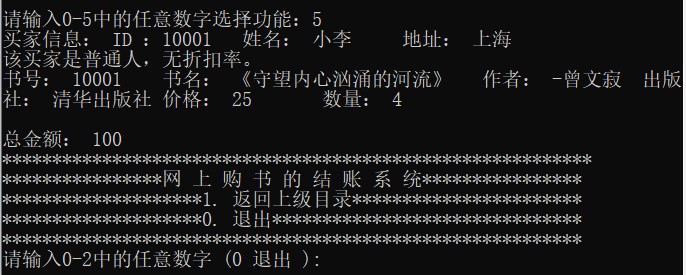 请输入0-5中的任意数字选择功能：5
买家信息： ID ：10001   姓名： 小李     地址： 上海
该买家是普通人，无折扣率。
书号： 10001    书名： 《守望内心汹涌的河流》   作者： -曾文寂  出版
社： 清华出版社 价格： 25       数量： 4
总金额： 100
***********************************************************
****************网 上 购 书 的 结 账 系 统****************
********************1. 返回上级目录***********************
********************0. 退出*******************************
**********************************************************
请输入0-2中的任意数字 (0 退出 ):